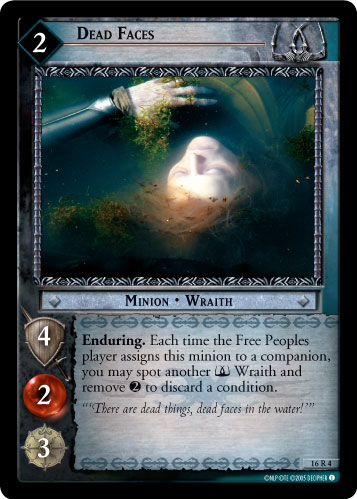 2
DEAD FACES
MINION • WRAITH
4
2
3
Enduring. Each time the Free Peoples
player assigns this minion to a companion,
you may spot another Wraith and
remove 2 to discard a condition.
“‘There are dead things, dead faces in the water!’”
16 R 4
©NLP ©TE ©2005 DECIPHER